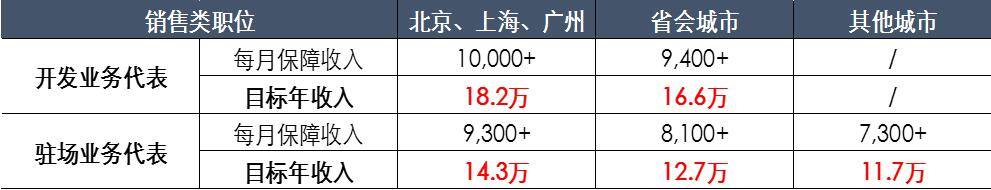 销售类职位 北京、上海、广州 省会城市 其他城市
开发业务代表 每月保障收入 10,000+ 9,400+ /
目标年收入 18.2万 16.6万 /
驻场业务代表 每月保障收入 9,300+ 8,100+ 7,300+
目标年收入 14.3万 12.7万 11.7万